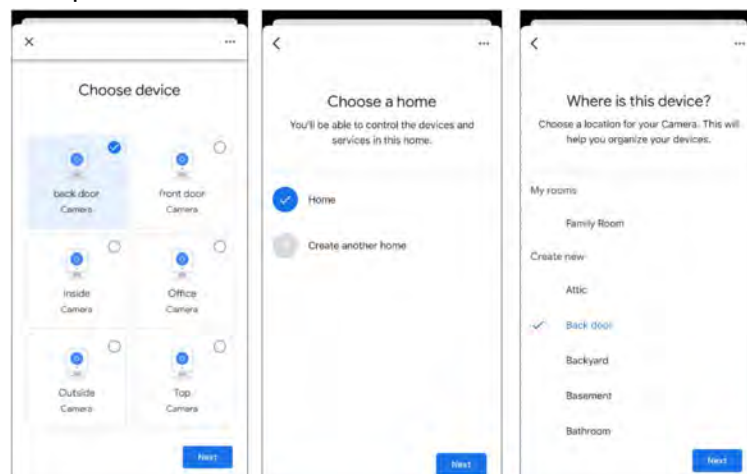 Choose device
back door
Camera
front door
Camera
Inside
Camera
Office
Camera
Outside
Camera
Top
Camera
Next
Choose a home
You'll be able to control the devices and
services in this home.
Home
Create another home
Next
Where is this device?
Choose a location for your Camera. This will
help you organize your devices.
My rooms
Family Room
Create new
Attic
Back door
Backyard
Basement
Bathroom
Next